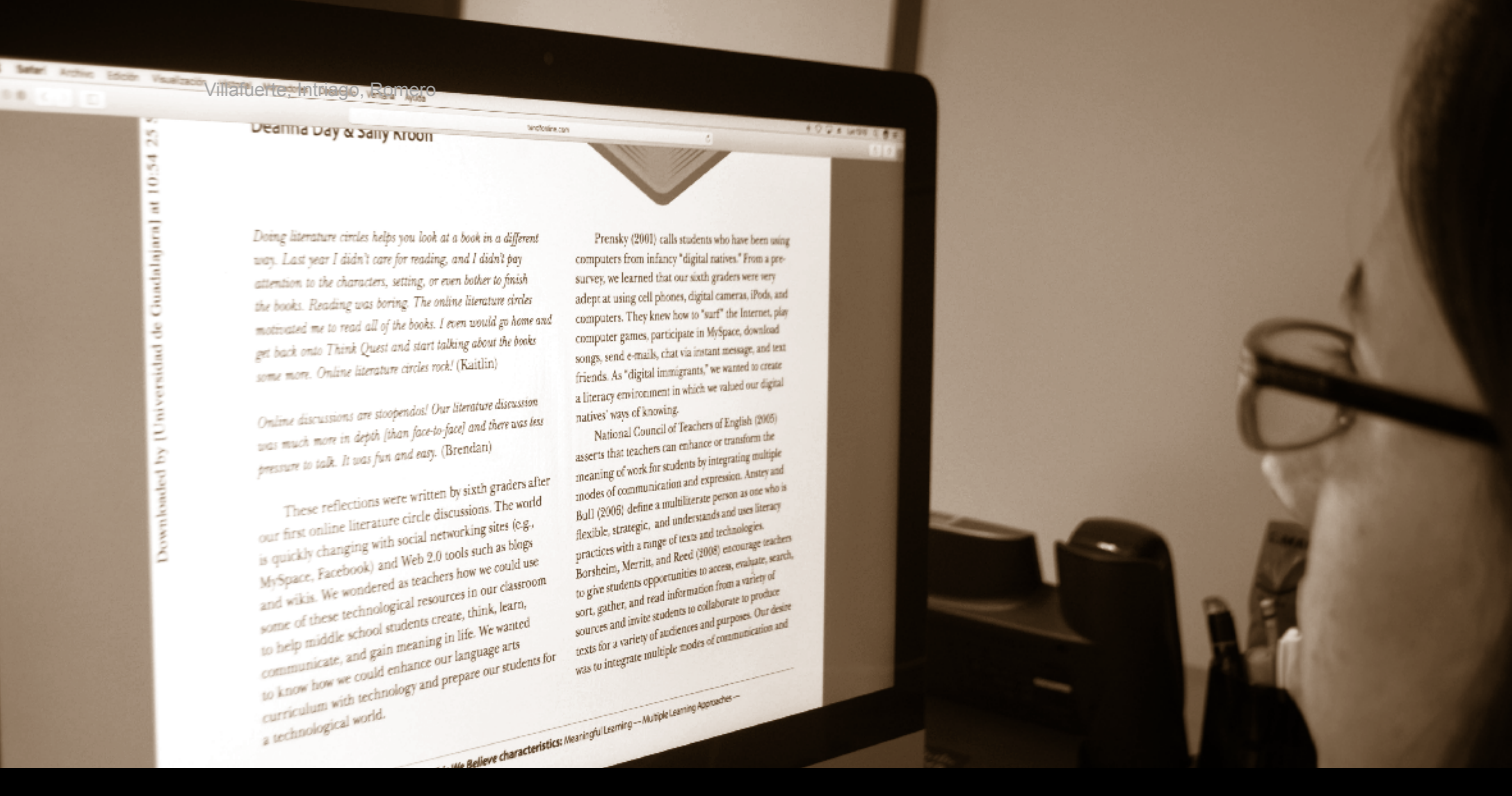 Safari Archivo Edición Visualización Ventana Ayuda
Villafuerte, Intriago, Romero
tandfonline.com
Downloaded by [Universidad de Guadalajara] at 10:54 25
Deanna Day & Sally Kroon
Doing literature circles helps you look at a book in a different
way. Last year I didn't care for reading, and I didn't pay
attention to the characters, setting, or even bother to finish
the books. Reading was boring. The online literature circles
motivated me to read all of the books. I even would go home and
get back onto Think Quest and start talking about the books
some more. Online literature circles rock! (Kaitlin)
Online discussions are stoopendos! Our literature discussion
was much more in depth [than face-to-face] and there was less
pressure to talk. It was fun and easy. (Brendan)
These reflections were written by sixth graders after
our first online literature circle discussions. The world
is quickly changing with social networking sites (e.g.,
MySpace, Facebook) and Web 2.0 tools such as blogs
and wikis. We wondered as teachers how we could use
some of these technological resources in our classroom
to help middle school students create, think, learn,
communicate, and gain meaning in life. We wanted
to know how we could enhance our language arts
curriculum with technology and prepare our students for
a technological world.
Prensky (2001) calls students who have been using
computers from infancy "digital natives." From a pre-
survey, we learned that our sixth graders were very
adept at using cell phones, digital cameras, iPods, and
computers. They knew how to "surf" the Internet, play
computer games, participate in MySpace, download
songs, send e-mails, chat via instant message, and text
friends. As "digital immigrants," we wanted to create
a literacy environment in which we valued our digital
natives' ways of knowing.
National Council of Teachers of English (2005)
asserts that teachers can enhance or transform the
meaning of work for students by integrating multiple
modes of communication and expression. Anstey and
Bull (2006) define a multiliterate person as one who is
flexible, strategic, and understands and uses literacy
practices with a range of texts and technologies.
Borsheim, Merritt, and Reed (2008) encourage teachers
to give students opportunities to access, evaluate, search,
sort, gather, and read information from a variety of
sources and invite students to collaborate to produce
texts for a variety of audiences and purposes. Our desire
was to integrate multiple modes of communication and
We Believe characteristics: Meaningful Learning — Multiple Learning Approaches —